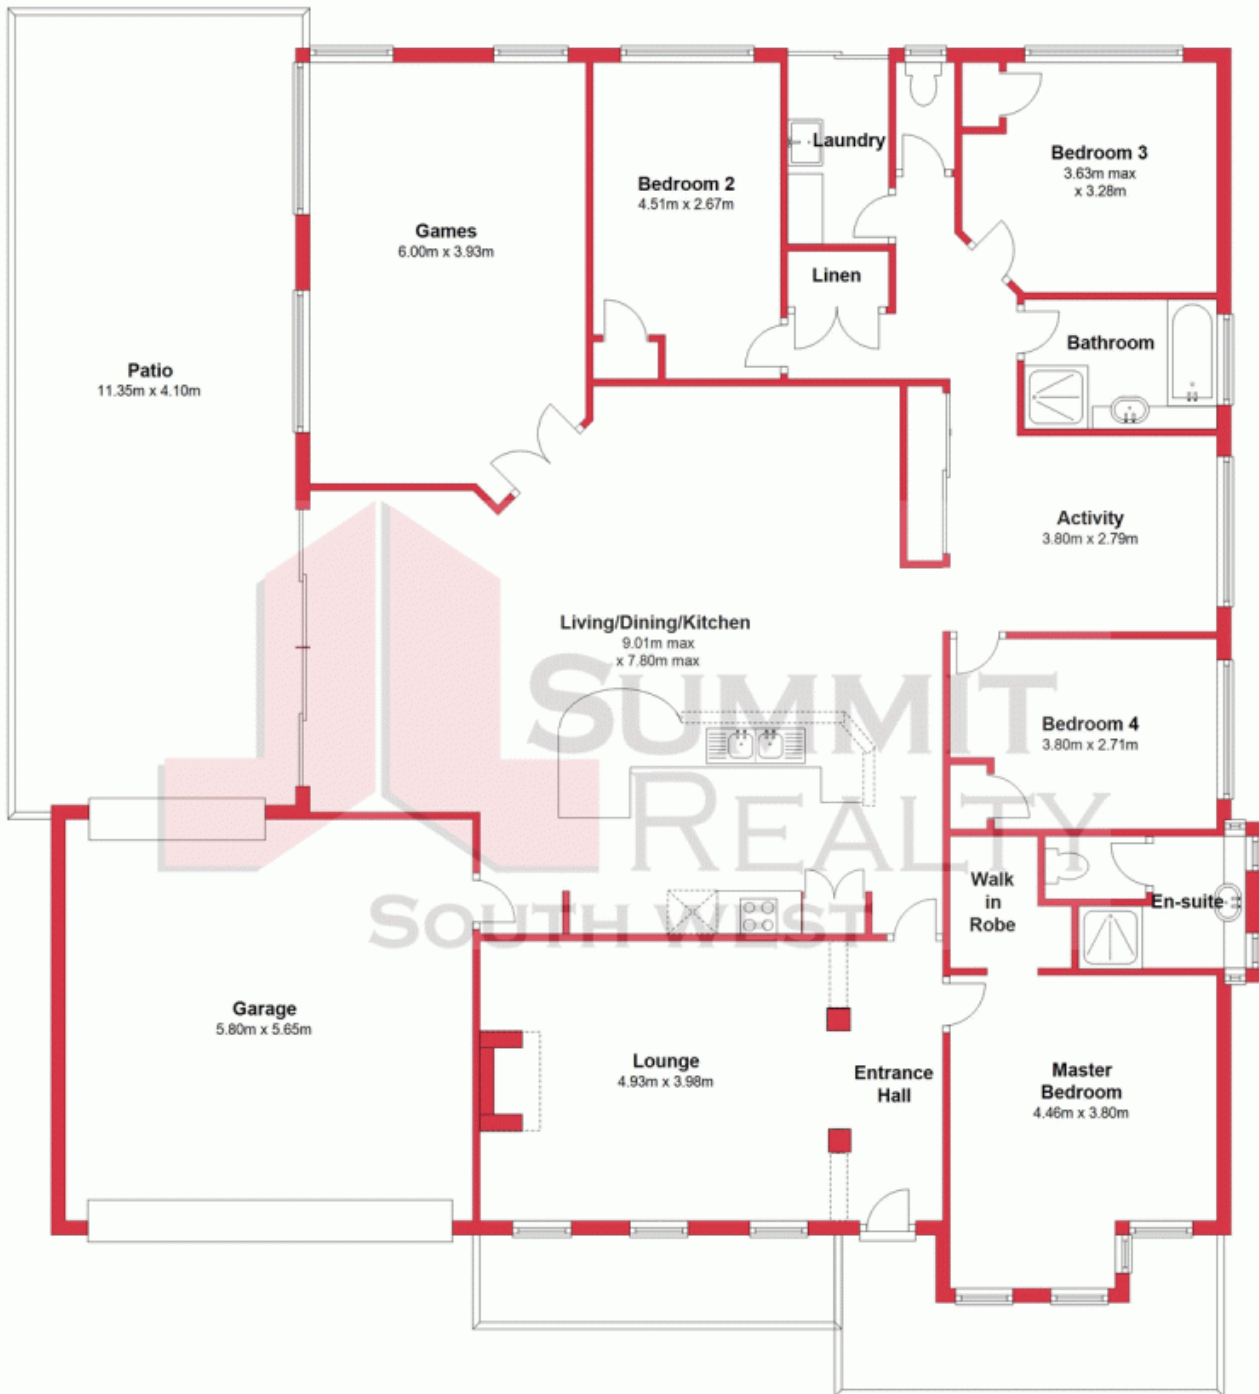 Laundry
Bedroom 3
3.63m max
x 3.28m
Bedroom 2
4.51m x 2.67m
Games
6.00m x 3.93m
Linen
Bathroom
Patio
11.35m x 4.10m
Activity
3.80m x 2.79m
Living/Dining/Kitchen
9.01m max
x 7.80m max
SUMMIT
REALTY
SOUTH WEST
Bedroom 4
3.80m x 2.71m
Walk
in
Robe
En-suite
Garage
5.80m x 5.65m
Lounge
4.93m x 3.98m
Entrance
Hall
Master
Bedroom
4.46m x 3.80m